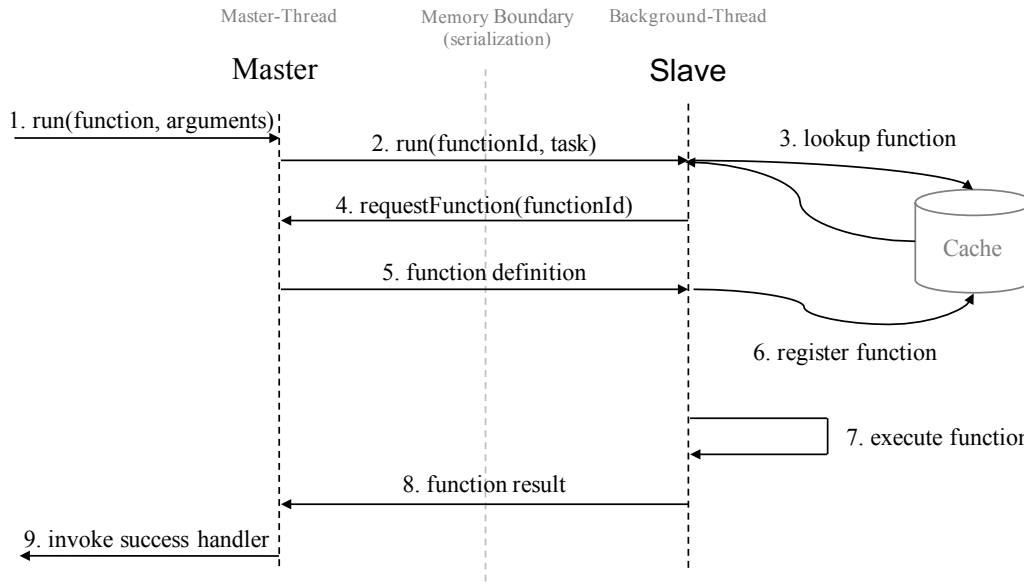 Master-Thread
Memory Boundary
(serialization)
Background-Thread
Master
Slave
1. run(function, arguments)
2. run(functionId, task)
3. lookup function
4. requestFunction(functionId)
Cache
5. function definition
6. register function
7. execute function
8. function result
9. invoke success handler